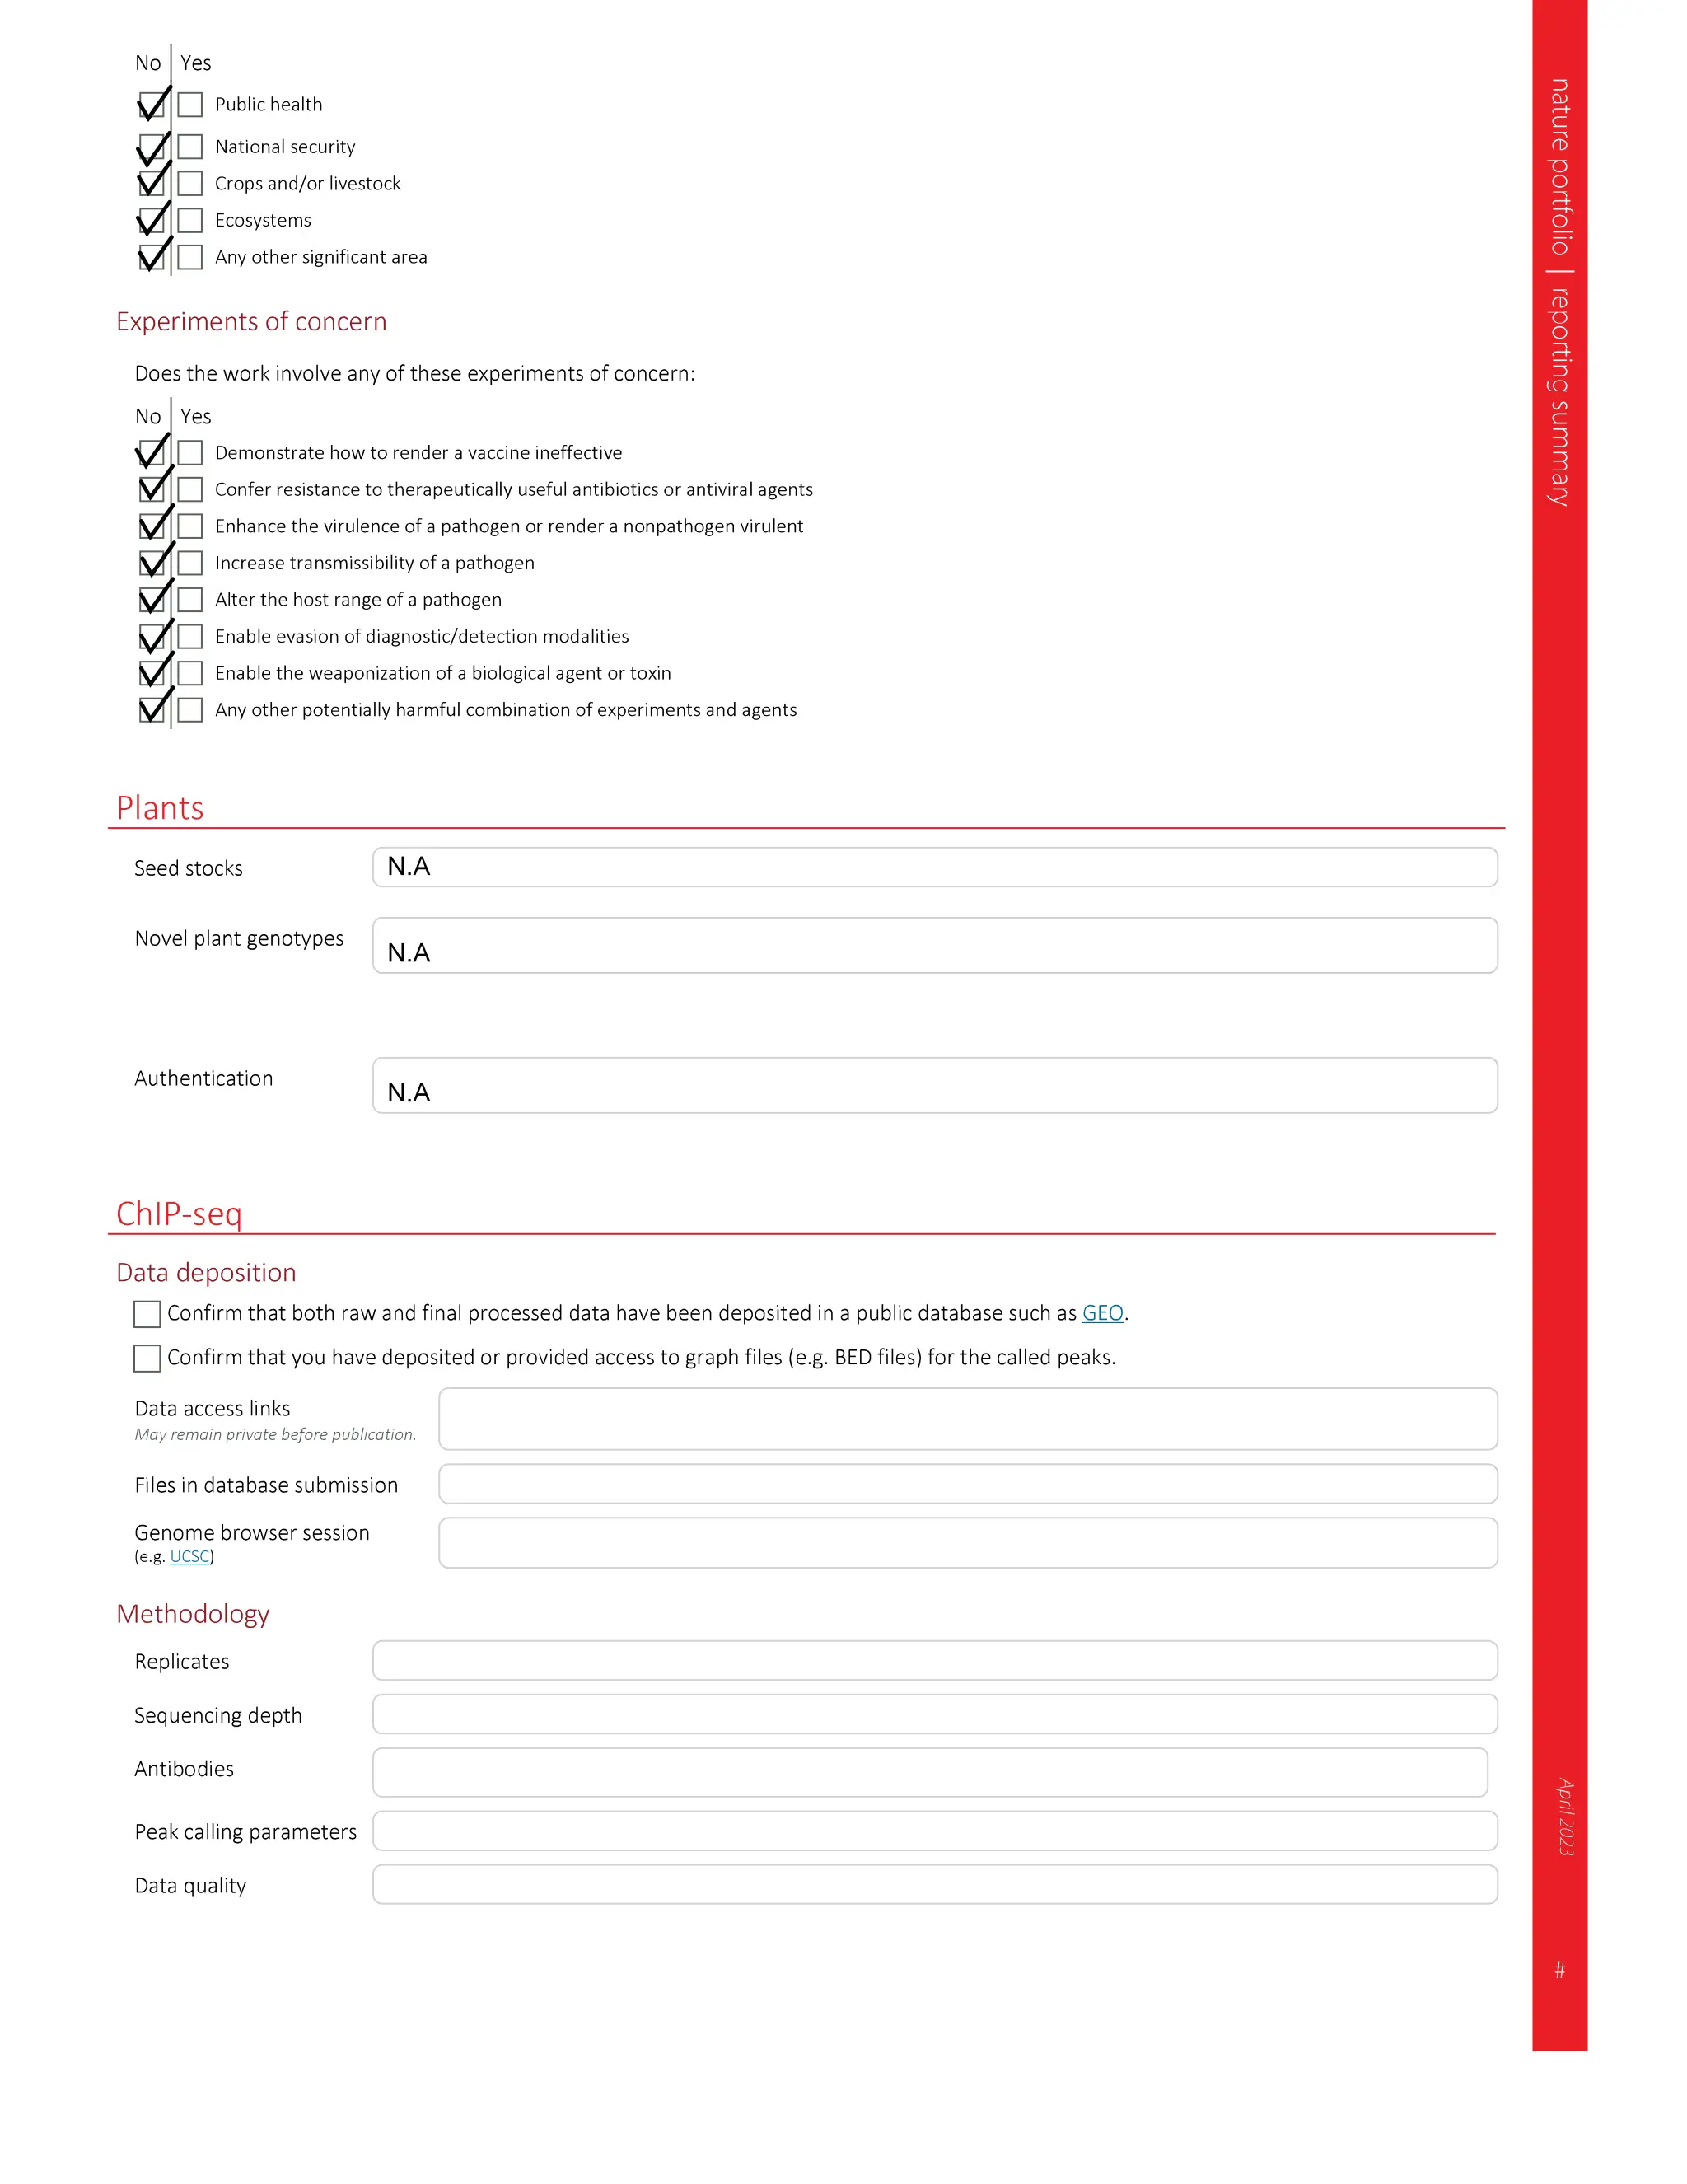 No Yes
Public health
National security
Crops and/or livestock
Ecosystems
Any other significant area
Experiments of concern
Does the work involve any of these experiments of concern:
No Yes
Demonstrate how to render a vaccine ineffective
Confer resistance to therapeutically useful antibiotics or antiviral agents
Enhance the virulence of a pathogen or render a nonpathogen virulent
Increase transmissibility of a pathogen
Alter the host range of a pathogen
Enable evasion of diagnostic/detection modalities
Enable the weaponization of a biological agent or toxin
Any other potentially harmful combination of experiments and agents
Plants
Seed stocks N.A
Novel plant genotypes N.A
Authentication N.A
ChIP-seq
Data deposition
Confirm that both raw and final processed data have been deposited in a public database such as GEO.
Confirm that you have deposited or provided access to graph files (e.g. BED files) for the called peaks.
Data access links
May remain private before publication.
Files in database submission
Genome browser session
(e.g. UCSC)
Methodology
Replicates
Sequencing depth
Antibodies
Peak calling parameters
Data quality
nature portfolio | reporting summary
April 2023
#